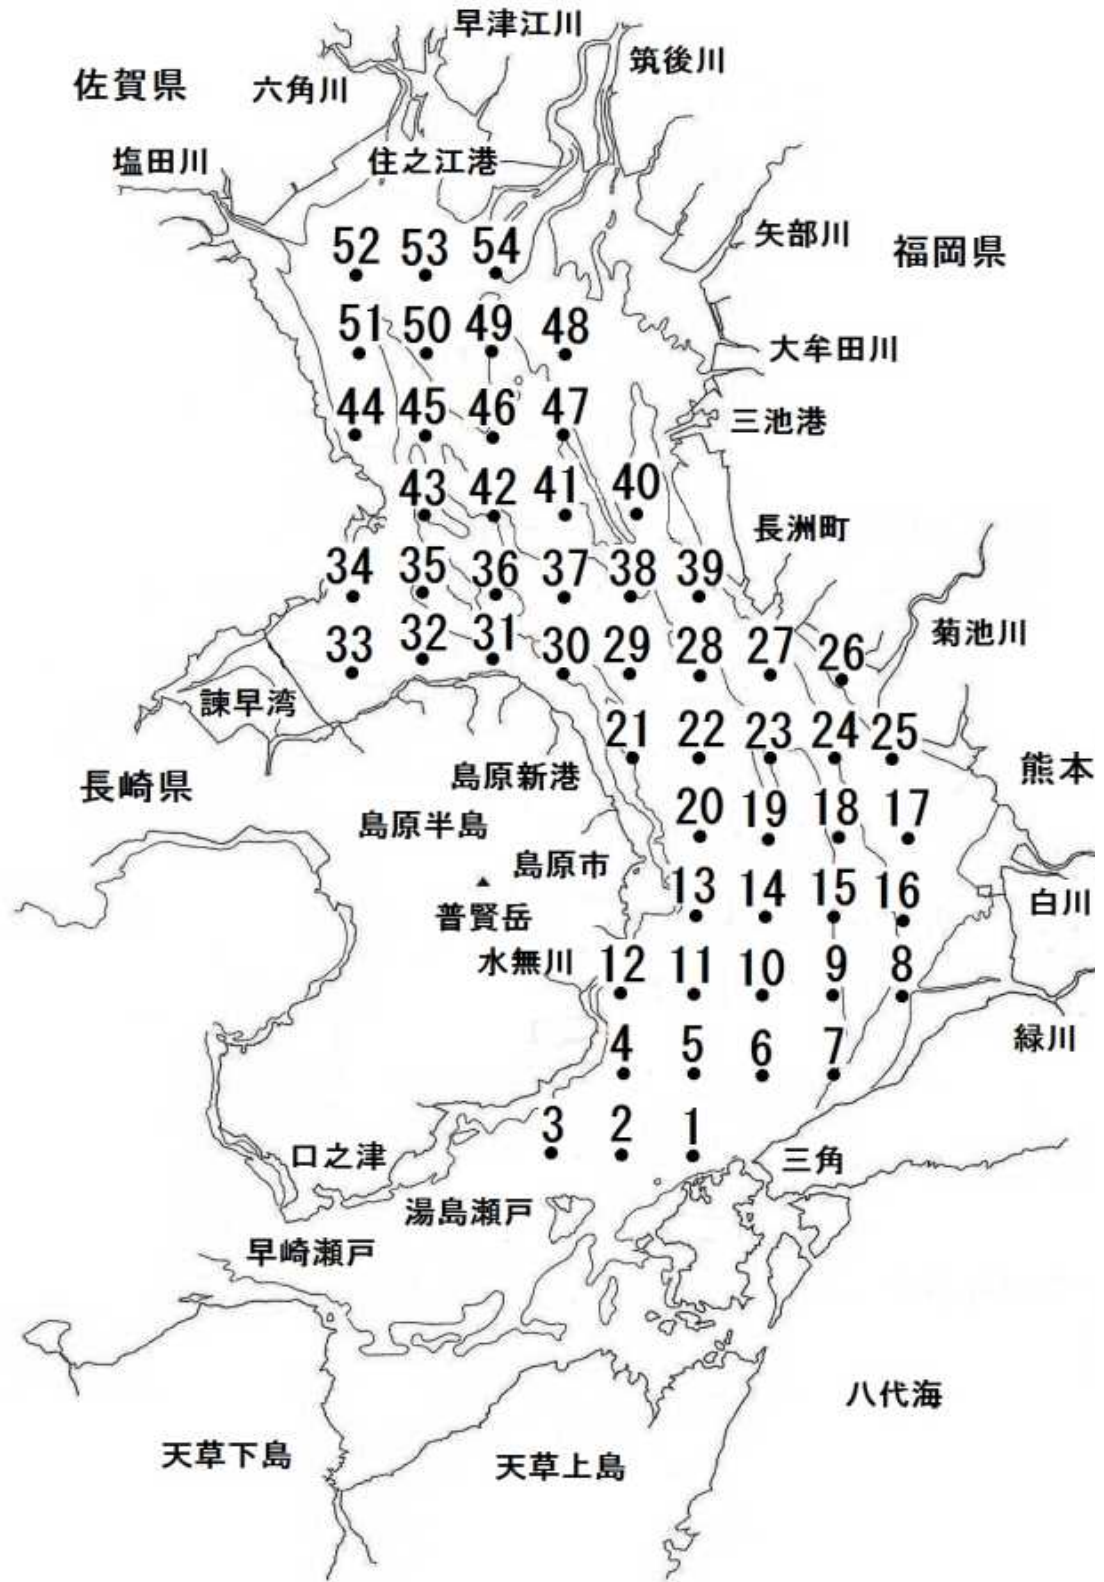 早津江川
筑後川
佐賀県
六角川
塩田川
住之江港
矢部川
福岡県
52 53 54
51 50 49 48
大牟田川
44 45 46 47
三池港
43 42 41 40
長洲町
34 35 36 37 38 39
菊池川
33 32 31 30 29 28 27 26
諫早湾
21 22 23 24 25
熊本
島原新港
長崎県
20 19 18 17
島原半島
島原市
13 14 15 16
白川
普賢岳
水無川
12 11 10 9 8
緑川
4 5 6 7
3 2 1
口之津
三角
湯島瀬戸
早崎瀬戸
八代海
天草下島
天草上島